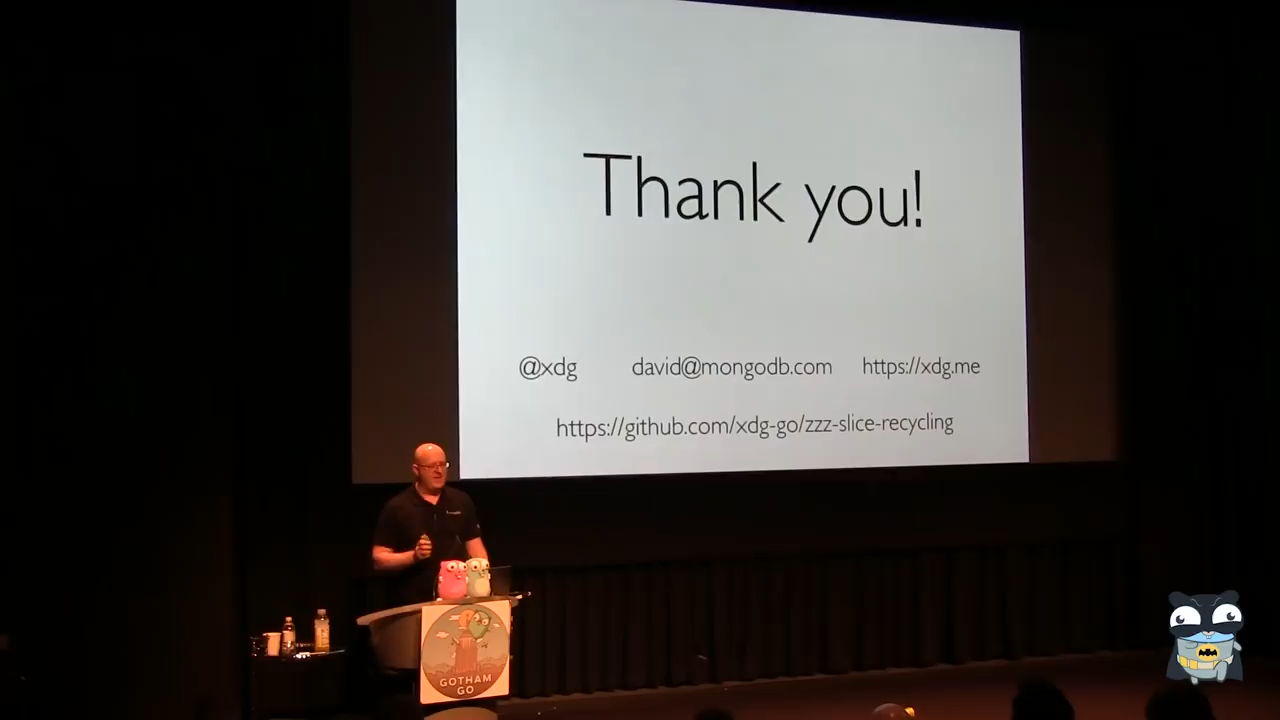 Thank you!
@xdg david@mongodb.com https://xdg.me
https://github.com/xdg-go/zzz-slice-recycling
GOTHAM
GO